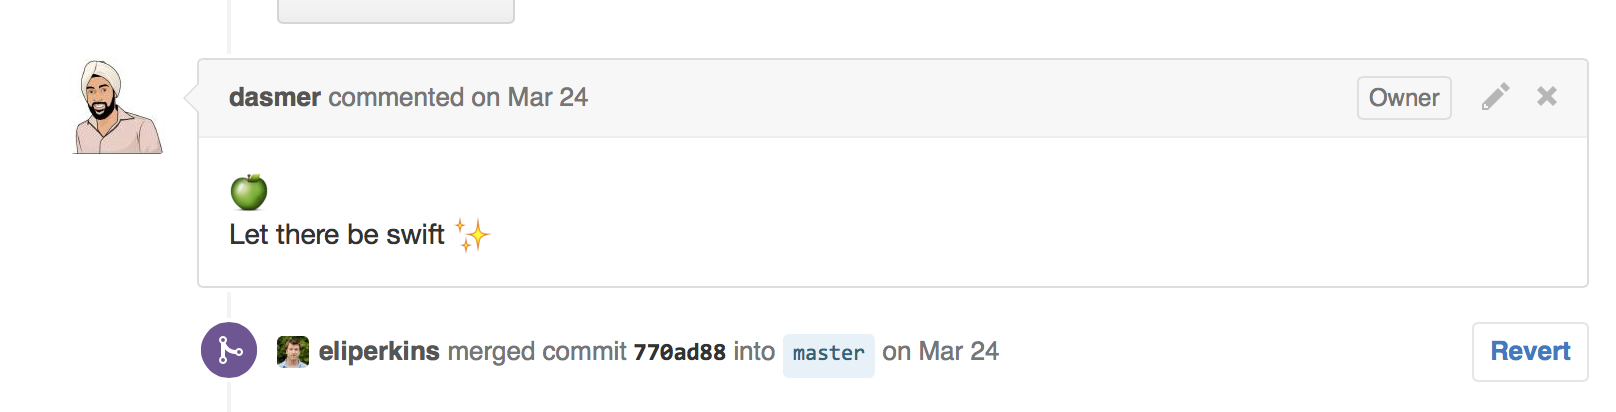 dasmer commented on Mar 24 Owner
🍏
Let there be swift ✨
eliperkins merged commit 770ad88 into master on Mar 24 Revert